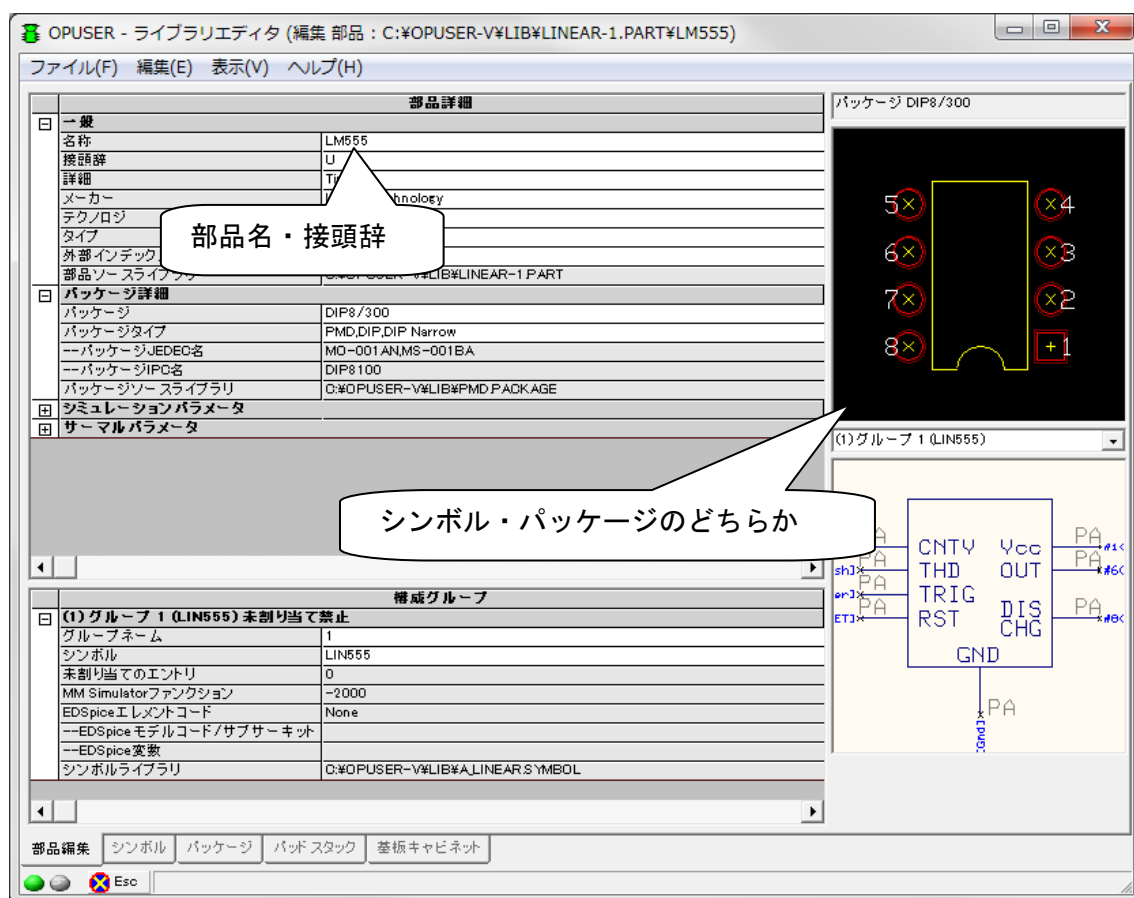 OPUSER - ライブラリエディタ (編集 部品 : C:¥OPUSER-V¥LIB¥LINEAR-1.PART¥LM555)
ファイル(F) 編集(E) 表示(V) ヘルプ(H)
部品詳細
一般
名称 LM555
接頭辞 U
詳細
メーカー
テクノロジ
タイプ
外部インデック
部品ソースライブラリ C:¥OPUSER-V¥LIB¥LINEAR-1.PART
部品名・接頭辞
パッケージ詳細
パッケージ DIP8/300
パッケージタイプ PMD,DIP,DIP Narrow
--パッケージJEDEC名 MO-001AN,MS-001BA
--パッケージIPC名 DIP8100
パッケージソースライブラリ C:¥OPUSER-V¥LIB¥PMD.PACKAGE
シミュレーションパラメータ
サーマルパラメータ
シンボル・パッケージのどちらか
構成グループ
(1)グループ 1 (LIN555) 未割り当て禁止
グループネーム 1
シンボル LIN555
未割り当てのエントリ 0
MM Simulatorファンクション -2000
EDSpiceエレメントコード None
--EDSpiceモデルコード/サブサーキット
--EDSpice変数
シンボルライブラリ C:¥OPUSER-V¥LIB¥A_LINEAR.SYMBOL
パッケージ DIP8/300
5 4
6 3
7 2
8 1
(1)グループ 1 (LIN555)
CNTV Vcc PA
PA THD OUT PA
PA TRIG
PA RST DIS PA
CHG
GND
PA
部品編集 シンボル パッケージ パッドスタック 基板キャビネット
Esc